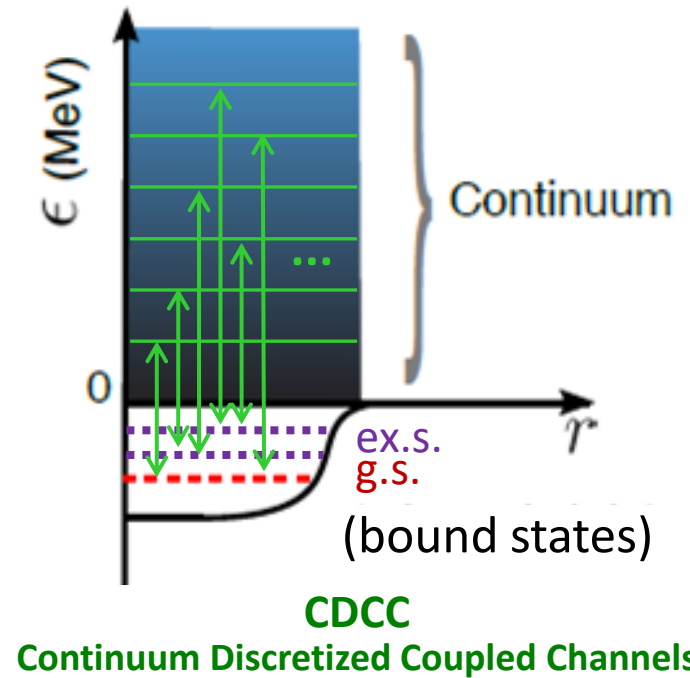 ϵ (MeV)
Continuum
...
0
r
ex.s.
g.s.
(bound states)
CDCC
Continuum Discretized Coupled Channels